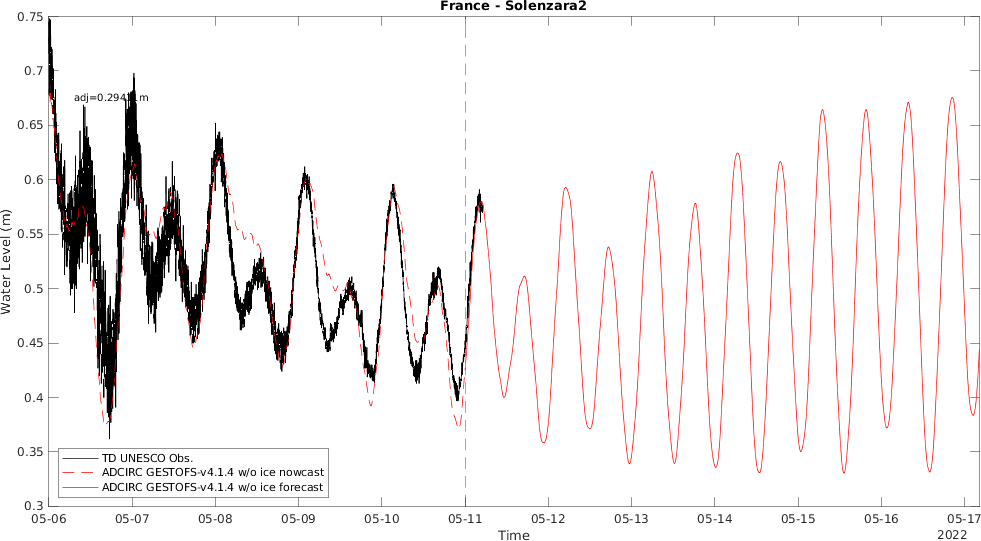 France - Solenzara2
0.75
0.7
0.65
0.6
0.55
0.5
0.45
0.4
0.35
0.3
Water Level (m)
TD UNESCO Obs.
ADCIRC GESTOFS-v4.1.4 w/o ice nowcast
ADCIRC GESTOFS-v4.1.4 w/o ice forecast
05-06 05-07 05-08 05-09 05-10 05-11 05-12 05-13 05-14 05-15 05-16 05-17
Time
2022